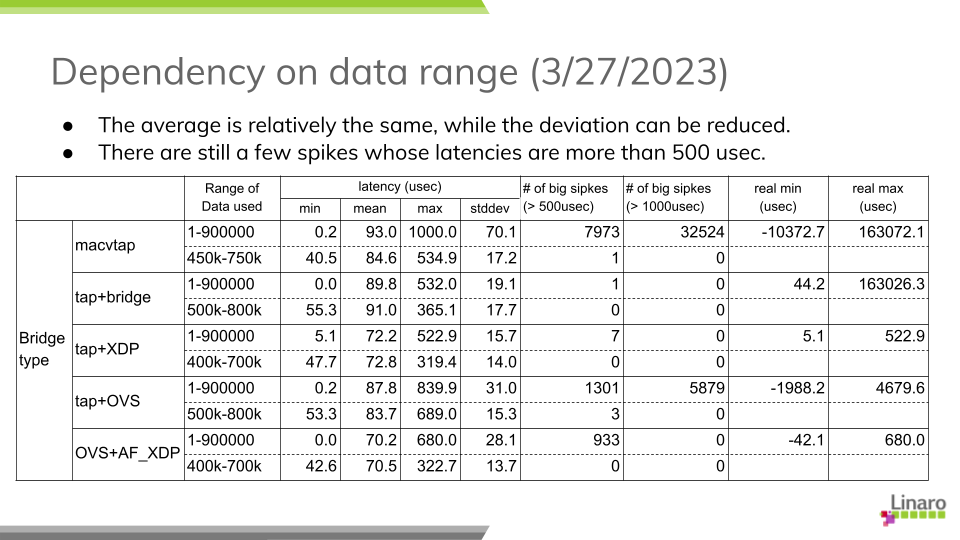 Dependency on data range (3/27/2023)
● The average is relatively the same, while the deviation can be reduced.
● There are still a few spikes whose latencies are more than 500 usec.
Range of Data used latency (usec) # of big sipkes (> 500usec) # of big sipkes (> 1000usec) real min (usec) real max (usec)
min mean max stddev
Bridge type
macvtap 1-900000 0.2 93.0 1000.0 70.1 7973 32524 -10372.7 163072.1
450k-750k 40.5 84.6 534.9 17.2 1 0
tap+bridge 1-900000 0.0 89.8 532.0 19.1 1 0 44.2 163026.3
500k-800k 55.3 91.0 365.1 17.7 0 0
tap+XDP 1-900000 5.1 72.2 522.9 15.7 7 0 5.1 522.9
400k-700k 47.7 72.8 319.4 14.0 0 0
tap+OVS 1-900000 0.2 87.8 839.9 31.0 1301 5879 -1988.2 4679.6
500k-800k 53.3 83.7 689.0 15.3 3 0
OVS+AF_XDP 1-900000 0.0 70.2 680.0 28.1 933 0 -42.1 680.0
400k-700k 42.6 70.5 322.7 13.7 0 0
Linaro